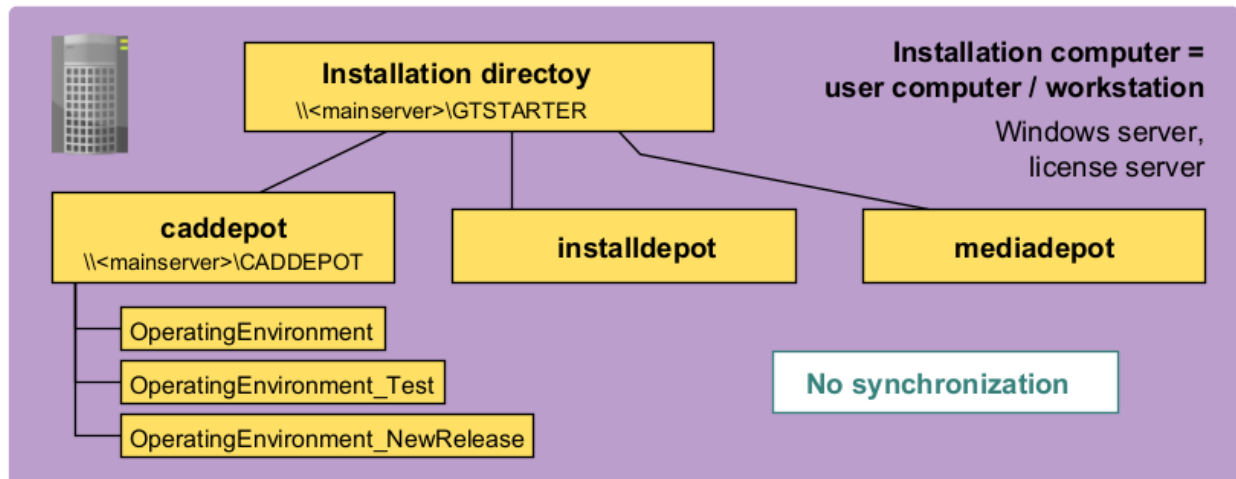 Installation directoy
\\<mainserver>\GTSTARTER
Installation computer =
user computer / workstation
Windows server,
license server
caddepot
\\<mainserver>\CADDEPOT
installdepot
mediadepot
OperatingEnvironment
OperatingEnvironment_Test
OperatingEnvironment_NewRelease
No synchronization